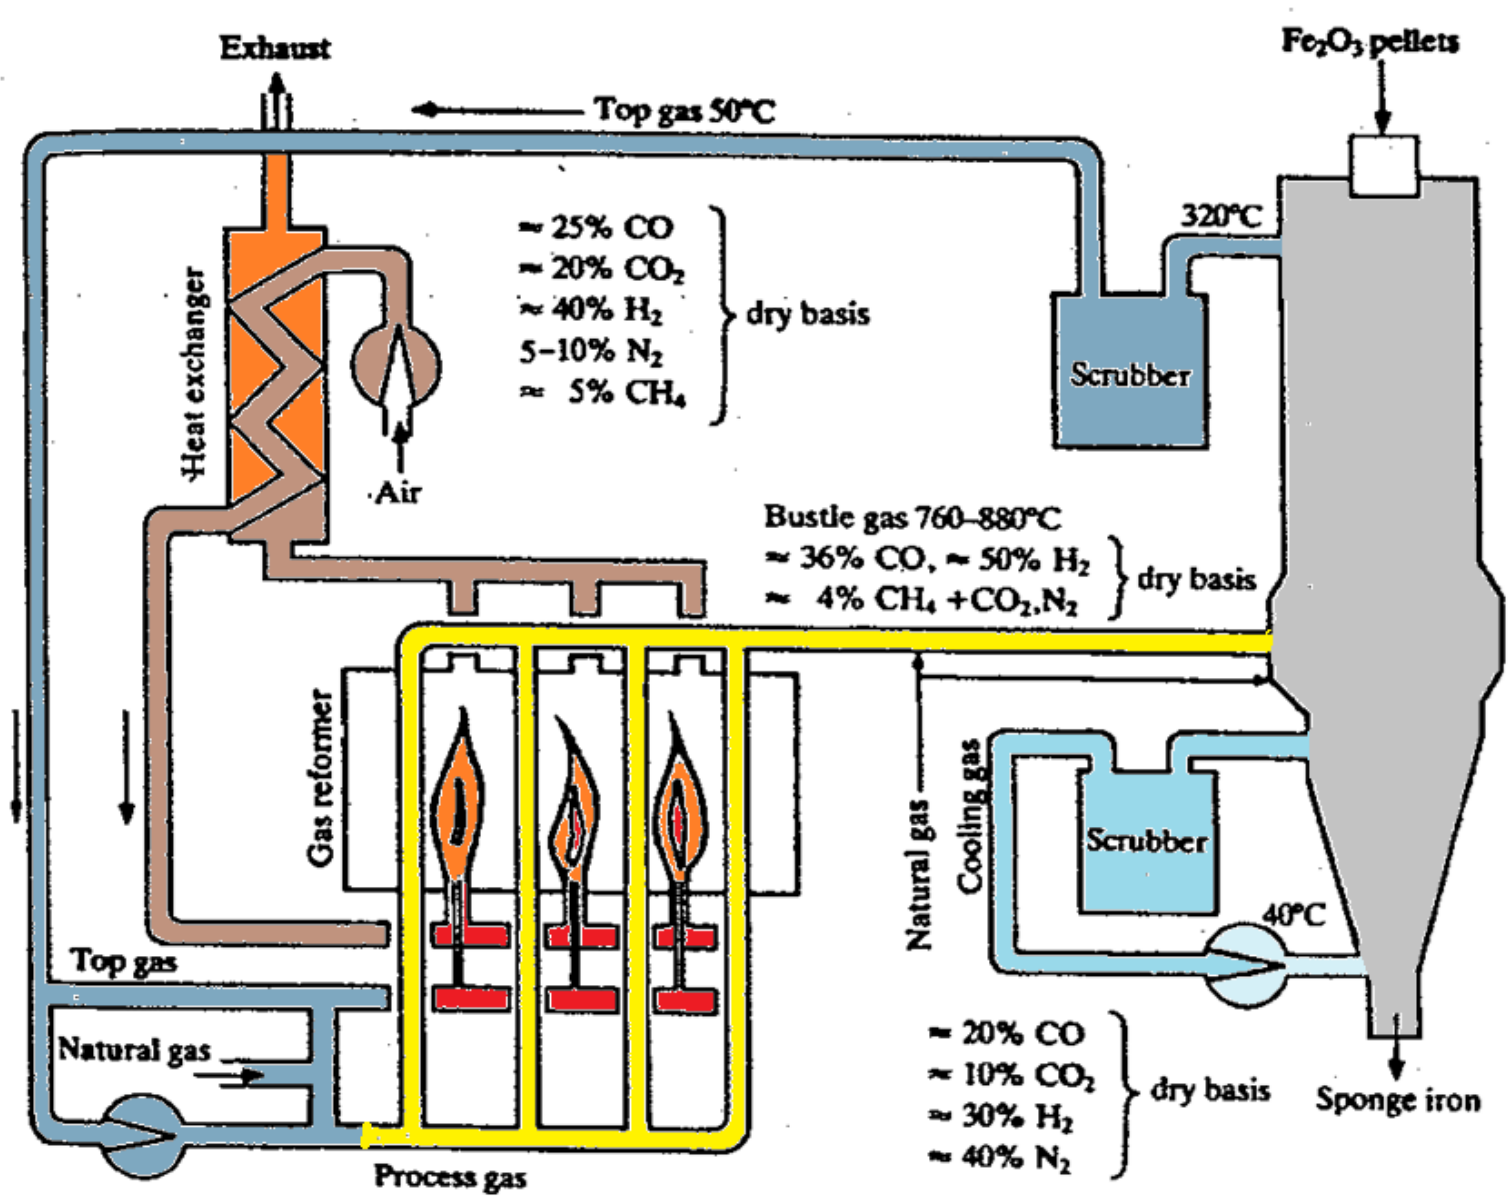 Exhaust
Fe₂O₃ pellets
Top gas 50°C
320°C
≈ 25% CO
≈ 20% CO₂
≈ 40% H₂
5–10% N₂
≈ 5% CH₄
dry basis
Heat exchanger
Scrubber
Air
Bustle gas 760–880°C
≈ 36% CO, ≈ 50% H₂
≈ 4% CH₄ +CO₂,N₂
dry basis
Gas reformer
Natural gas
Cooling gas
Scrubber
40°C
Top gas
Natural gas
≈ 20% CO
≈ 10% CO₂
≈ 30% H₂
≈ 40% N₂
dry basis
Sponge iron
Process gas